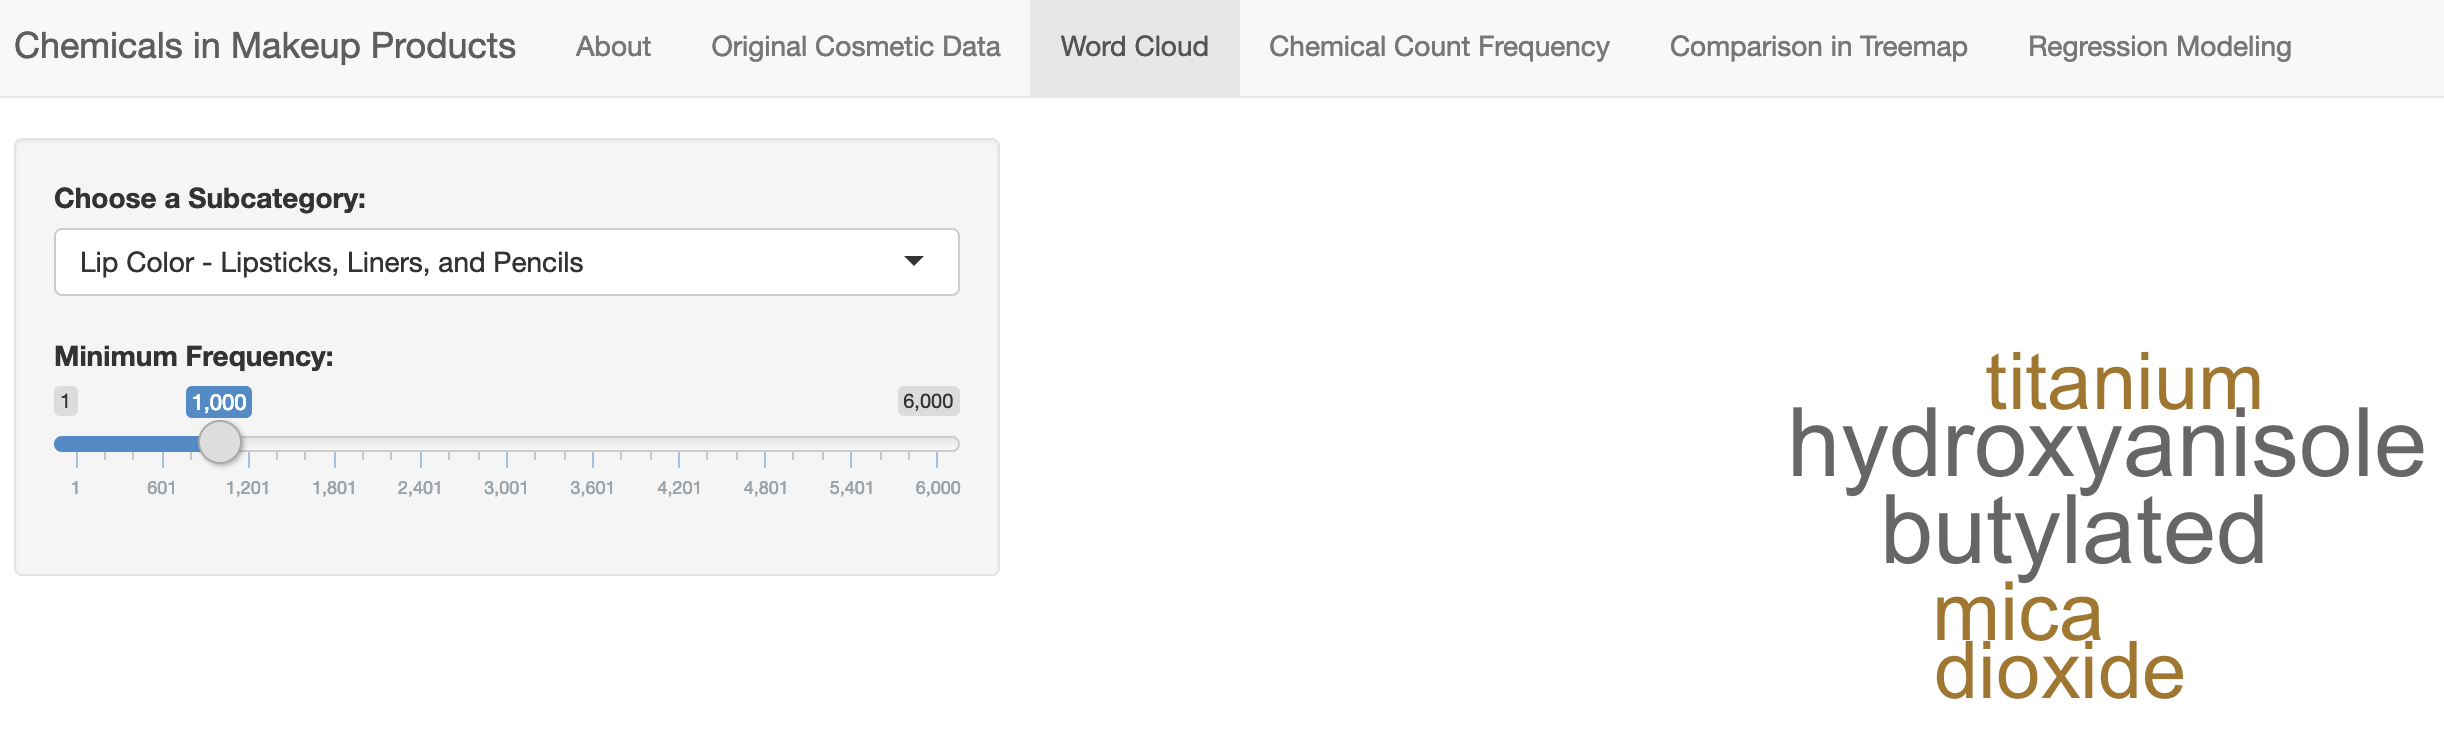 Chemicals in Makeup Products About Original Cosmetic Data Word Cloud Chemical Count Frequency Comparison in Treemap Regression Modeling
Choose a Subcategory:
Lip Color - Lipsticks, Liners, and Pencils
Minimum Frequency:
1 1,000 6,000
1 601 1,201 1,801 2,401 3,001 3,601 4,201 4,801 5,401 6,000
titanium
hydroxyanisole
butylated
mica
dioxide